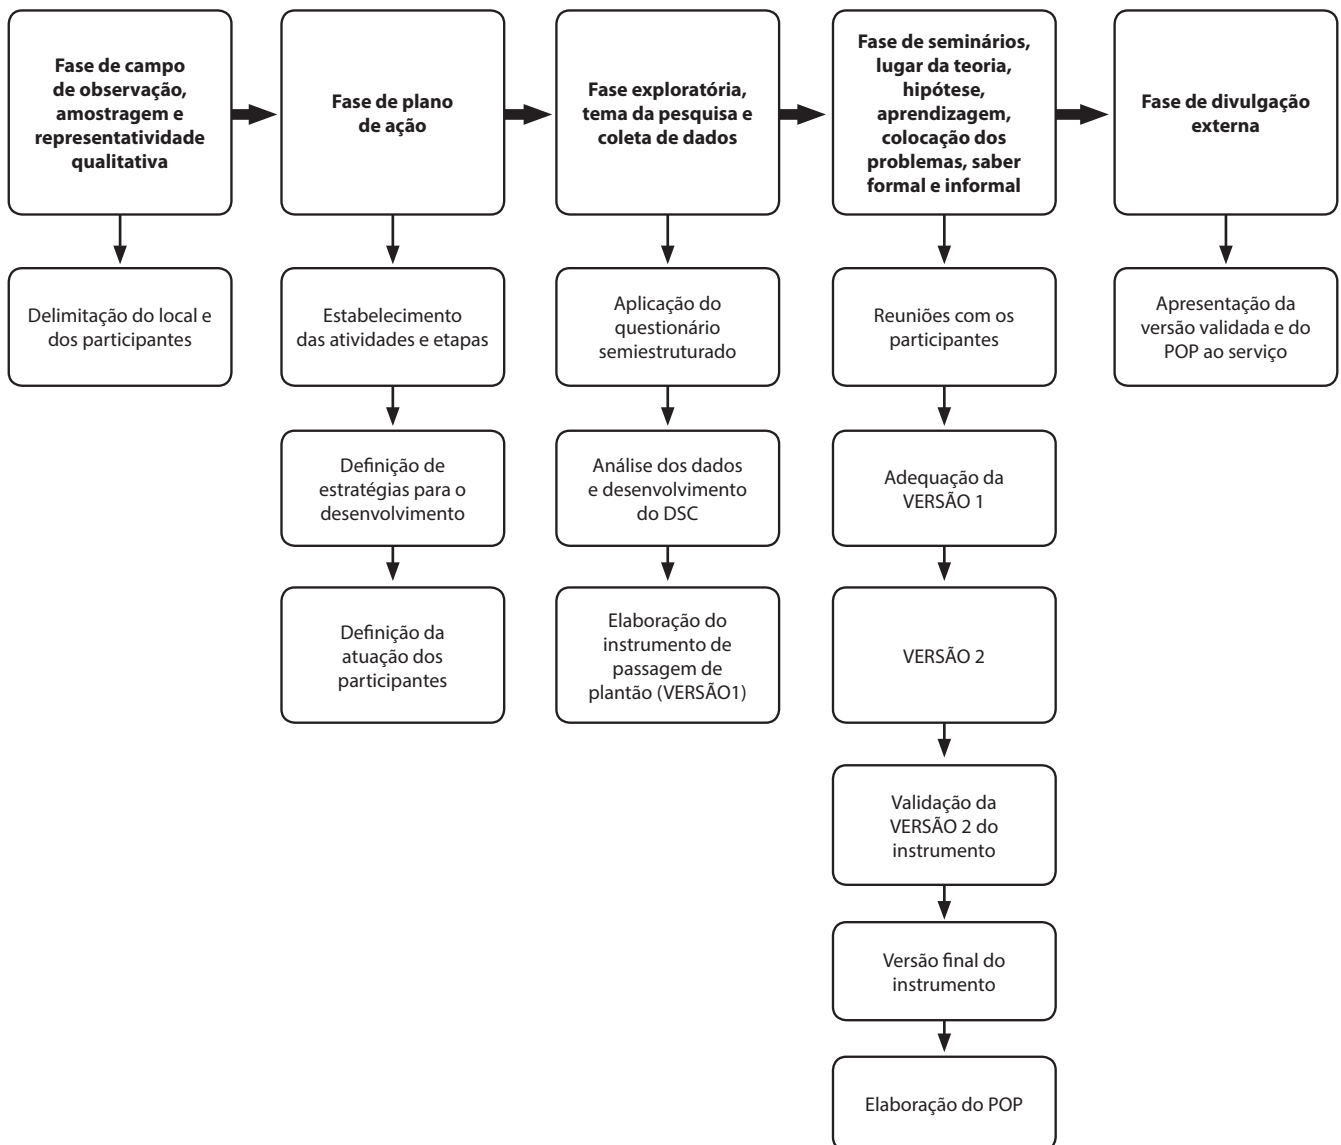 Fase de campo
de observação,
amostragem e
representatividade
qualitativa
Fase de plano
de ação
Fase exploratória,
tema da pesquisa e
coleta de dados
Fase de seminários,
lugar da teoria,
hipótese,
aprendizagem,
colocação dos
problemas, saber
formal e informal
Fase de divulgação
externa
Delimitação do local e
dos participantes
Estabelecimento
das atividades e etapas
Aplicação do
questionário
semiestruturado
Reuniões com os
participantes
Apresentação da
versão validada e do
POP ao serviço
Definição de
estratégias para o
desenvolvimento
Análise dos dados
e desenvolvimento
do DSC
Adequação da
VERSÃO 1
Definição da
atuação dos
participantes
Elaboração do
instrumento de
passagem de
plantão (VERSÃO1)
VERSÃO 2
Validação da
VERSÃO 2 do
instrumento
Versão final do
instrumento
Elaboração do POP